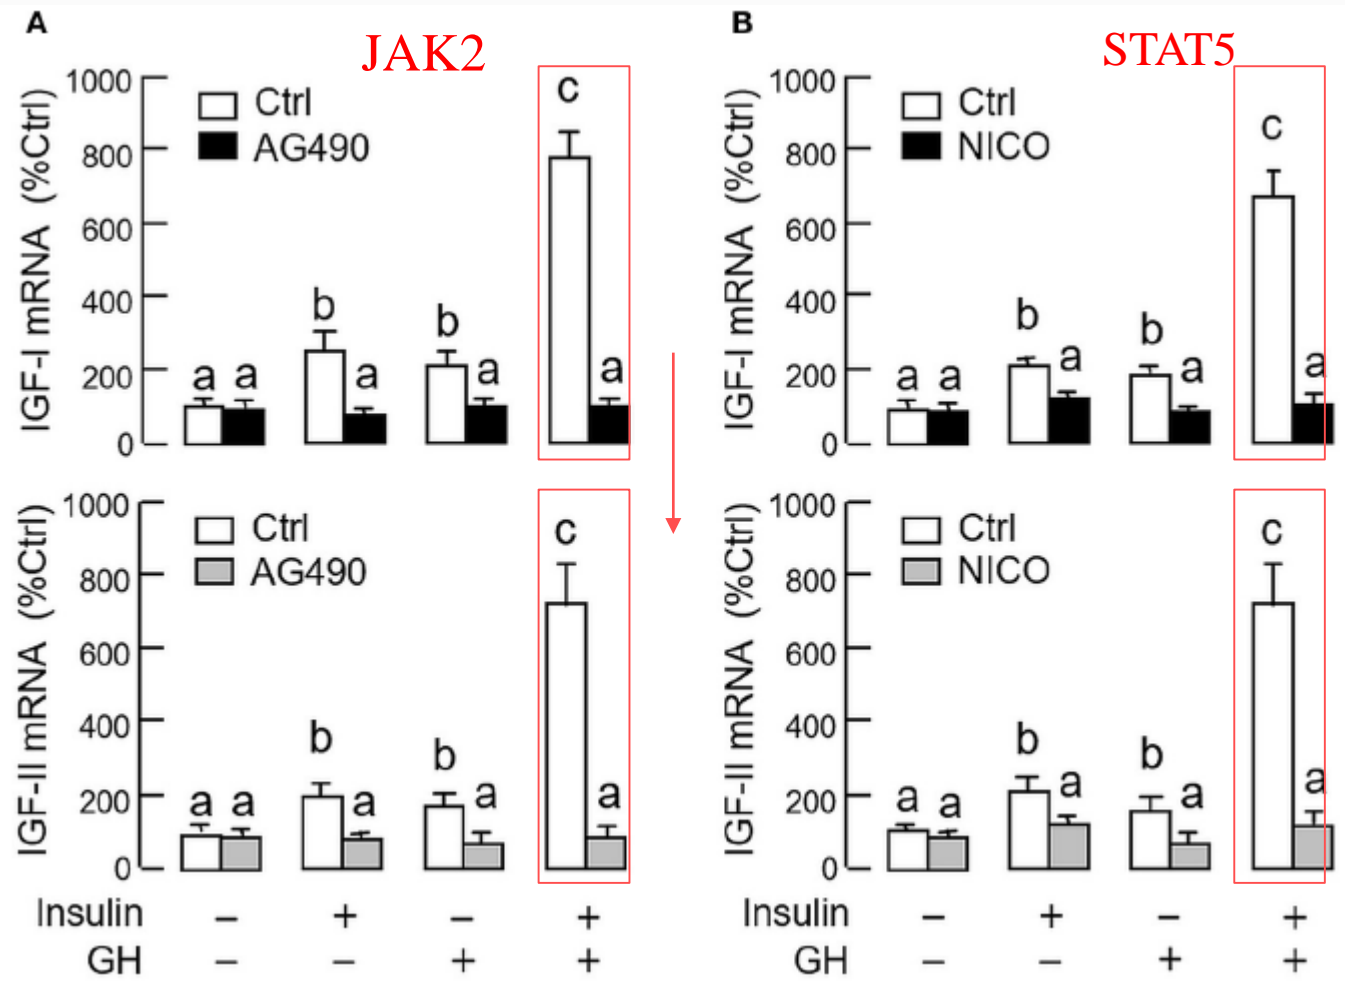 A
JAK2
IGF-I mRNA (%Ctrl)
1000
800
600
400
200
0
Ctrl
AG490
a a b a b a c a
IGF-II mRNA (%Ctrl)
1000
800
600
400
200
0
Ctrl
AG490
a a b a b a c a
Insulin − + − +
GH − − + +
B
STAT5
IGF-I mRNA (%Ctrl)
1000
800
600
400
200
0
Ctrl
NICO
a a b a b a c a
IGF-II mRNA (%Ctrl)
1000
800
600
400
200
0
Ctrl
NICO
a a b a b a c a
Insulin − + − +
GH − − + +